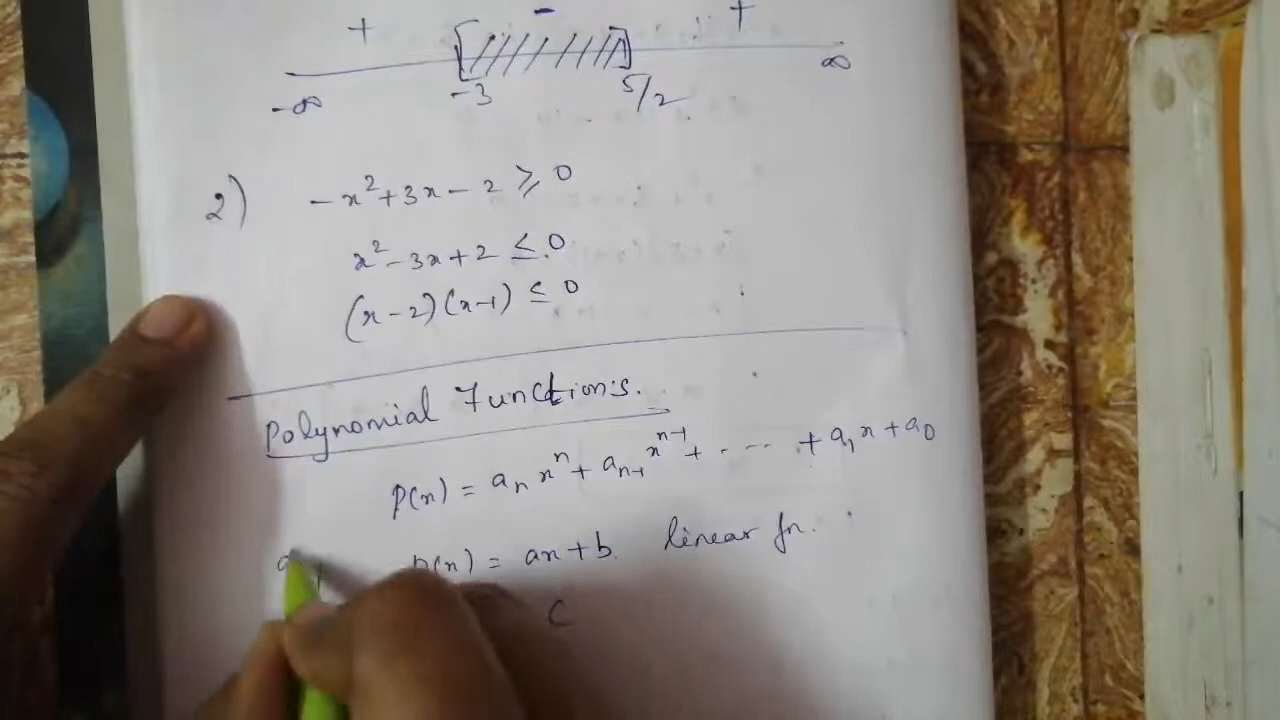 + - +
-∞ -3 5/2 ∞
2) -x²+3x-2 ≥ 0
x²-3x+2 ≤ 0
(x-2)(x-1) ≤ 0
Polynomial Functions.
P(x) = aₙxⁿ + aₙ₋₁xⁿ⁻¹ + ---- + a₁x + a₀
p(x) = ax+b. linear fn.
C